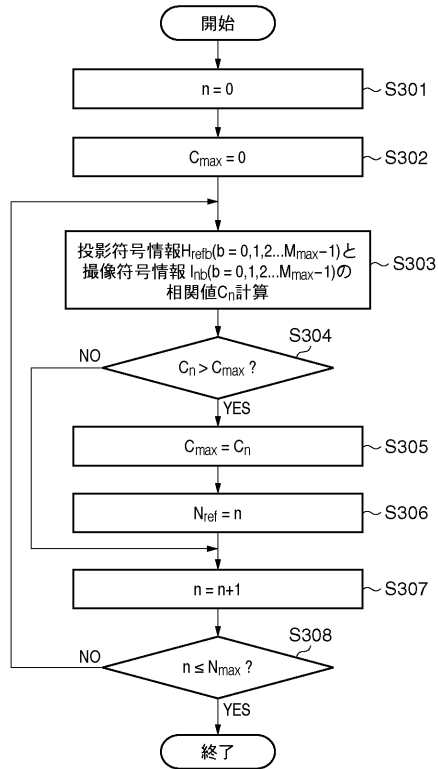 開始
n = 0
S301
Cmax = 0
S302
投影符号情報Hrefb(b = 0,1,2...Mmax−1)と
撮像符号情報 Inb(b = 0,1,2...Mmax−1)の
相関値Cn計算
S303
S304
NO
Cn > Cmax ?
YES
Cmax = Cn
S305
Nref = n
S306
n = n+1
S307
S308
NO
n ≤ Nmax ?
YES
終了